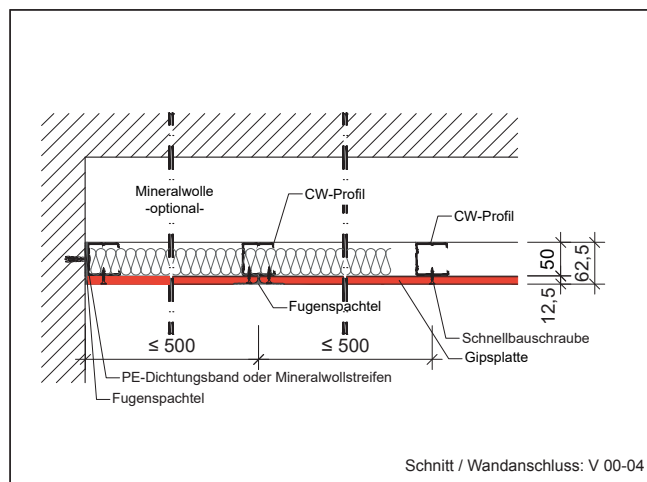 Mineralwolle
-optional-
CW-Profil
CW-Profil
50
62,5
12,5
Fugenspachtel
Schnellbauschraube
Gipsplatte
≤ 500
≤ 500
PE-Dichtungsband oder Mineralwollstreifen
Fugenspachtel
Schnitt / Wandanschluss: V 00-04